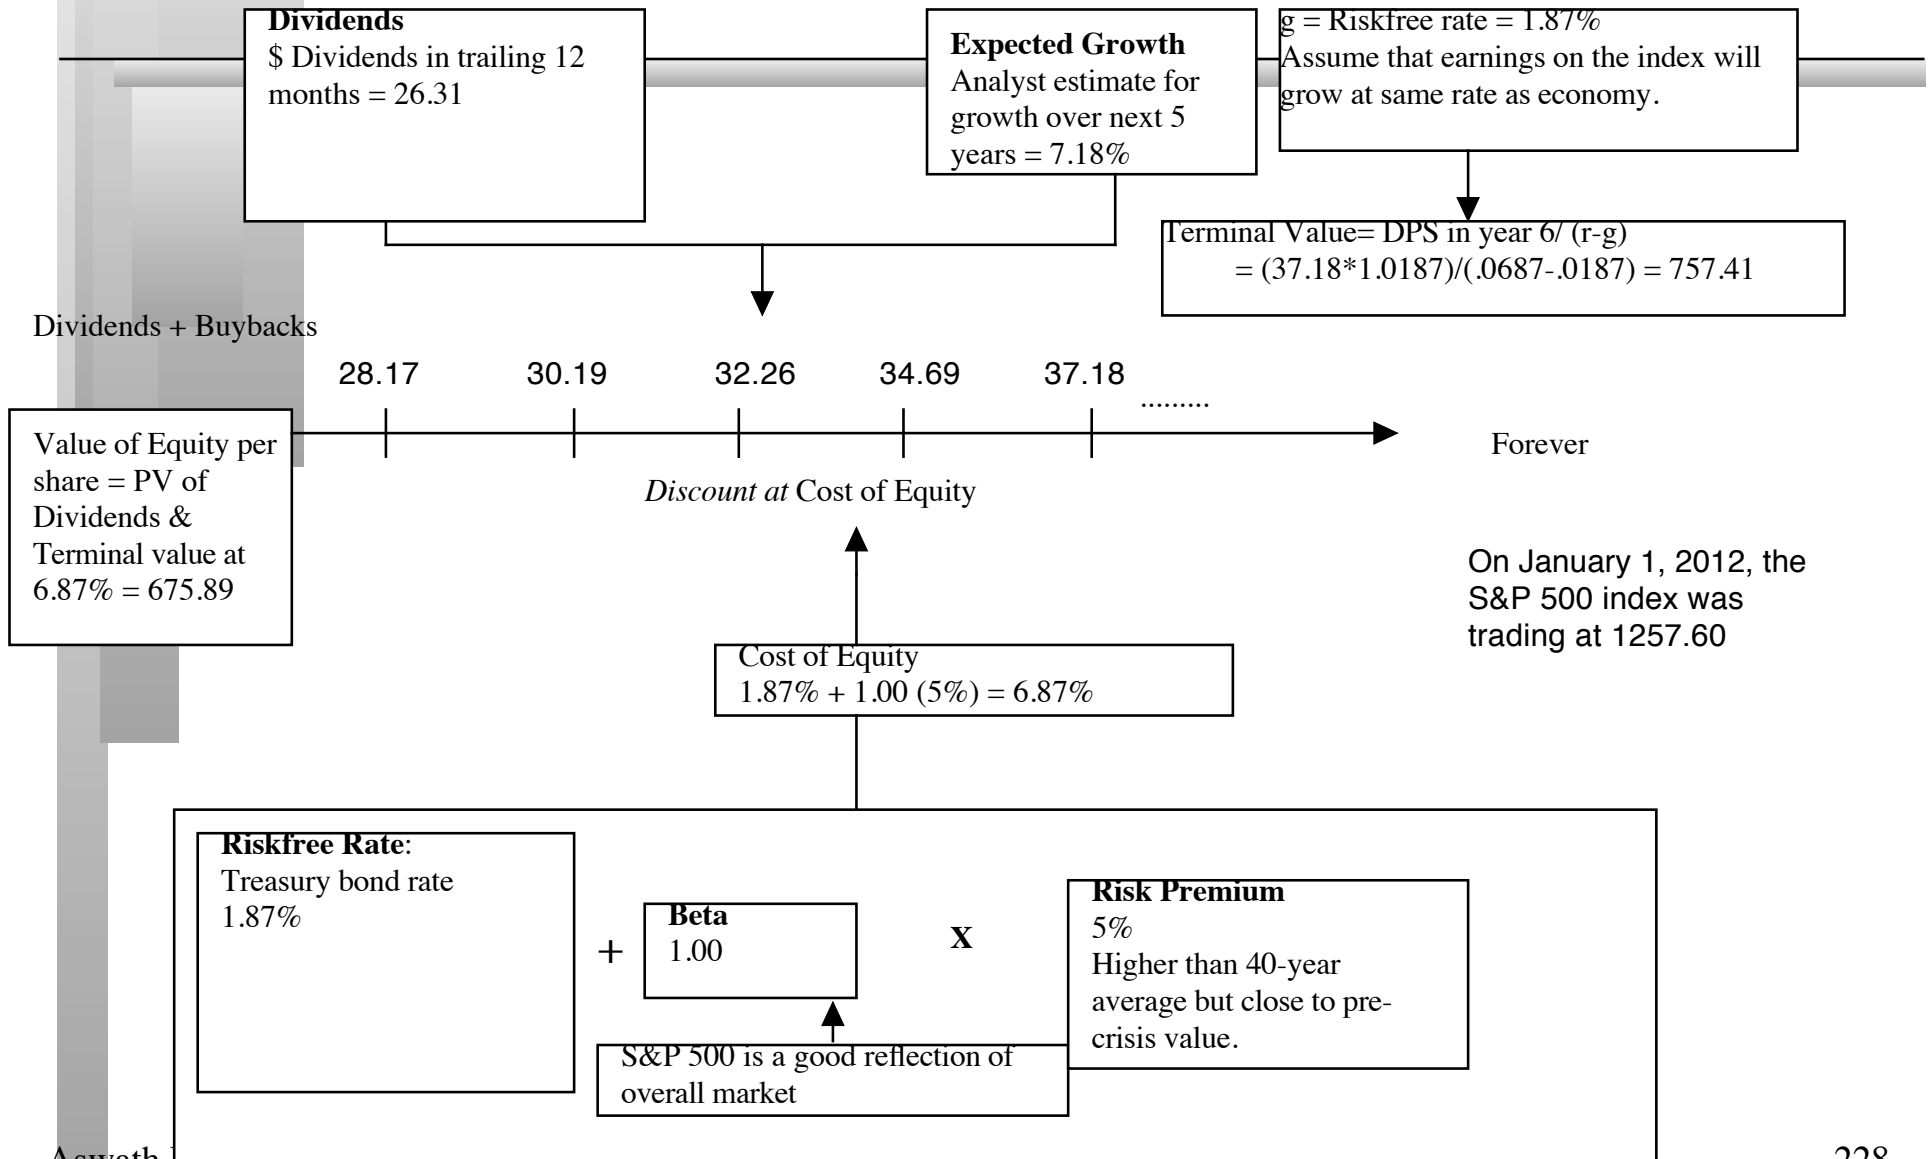 Dividends
$ Dividends in trailing 12
months = 26.31
Expected Growth
Analyst estimate for
growth over next 5
years = 7.18%
g = Riskfree rate = 1.87%
Assume that earnings on the index will
grow at same rate as economy.
Terminal Value= DPS in year 6/ (r-g)
= (37.18*1.0187)/(.0687-.0187) = 757.41
Dividends + Buybacks
28.17 30.19 32.26 34.69 37.18
.........
Forever
Value of Equity per
share = PV of
Dividends &
Terminal value at
6.87% = 675.89
Discount at Cost of Equity
On January 1, 2012, the
S&P 500 index was
trading at 1257.60
Cost of Equity
1.87% + 1.00 (5%) = 6.87%
Riskfree Rate:
Treasury bond rate
1.87%
+
Beta
1.00
X
Risk Premium
5%
Higher than 40-year
average but close to pre-
crisis value.
S&P 500 is a good reflection of
overall market
Aswath
228